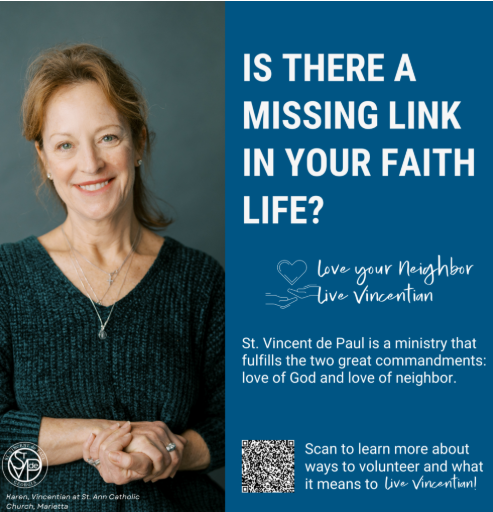 IS THERE A
MISSING LINK
IN YOUR FAITH
LIFE?
Love your Neighbor
Live Vincentian
St. Vincent de Paul is a ministry that
fulfills the two great commandments:
love of God and love of neighbor.
Scan to learn more about
ways to volunteer and what
it means to Live Vincentian!
SVdP
Karen, Vincentian at St. Ann Catholic
Church, Marietta